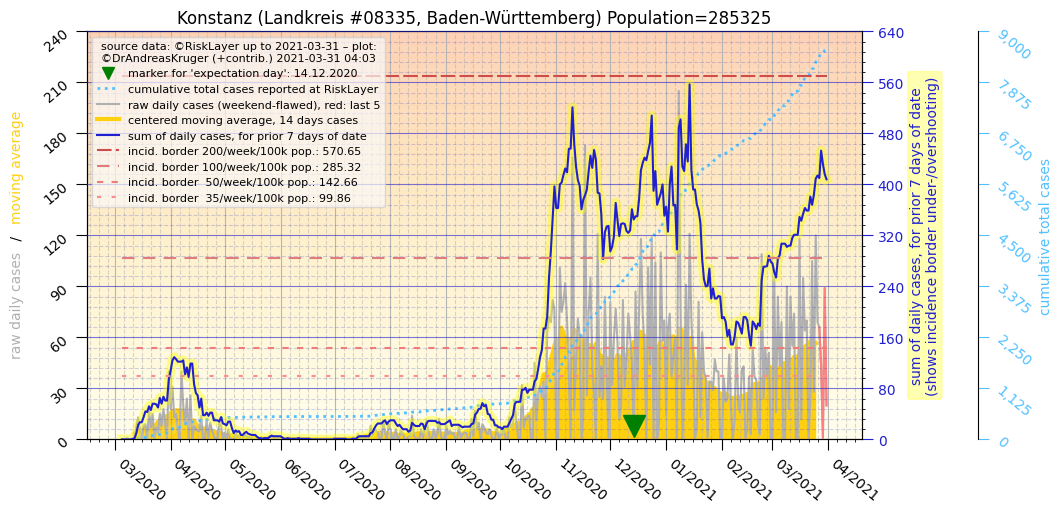 Konstanz (Landkreis #08335, Baden-Württemberg) Population=285325
source data: ©RiskLayer up to 2021-03-31 – plot:
©DrAndreasKruger (+contrib.) 2021-03-31 04:03
marker for 'expectation day': 14.12.2020
cumulative total cases reported at RiskLayer
raw daily cases (weekend-flawed), red: last 5
centered moving average, 14 days cases
sum of daily cases, for prior 7 days of date
incid. border 200/week/100k pop.: 570.65
incid. border 100/week/100k pop.: 285.32
incid. border  50/week/100k pop.: 142.66
incid. border  35/week/100k pop.: 99.86
raw daily cases  /  moving average
240
210
180
150
120
90
60
30
0
03/2020
04/2020
05/2020
06/2020
07/2020
08/2020
09/2020
10/2020
11/2020
12/2020
01/2021
02/2021
03/2021
04/2021
640
560
480
400
320
240
160
80
0
sum of daily cases, for prior 7 days of date
(shows incidence border under-/overshooting)
9,000
7,875
6,750
5,625
4,500
3,375
2,250
1,125
0
cumulative total cases